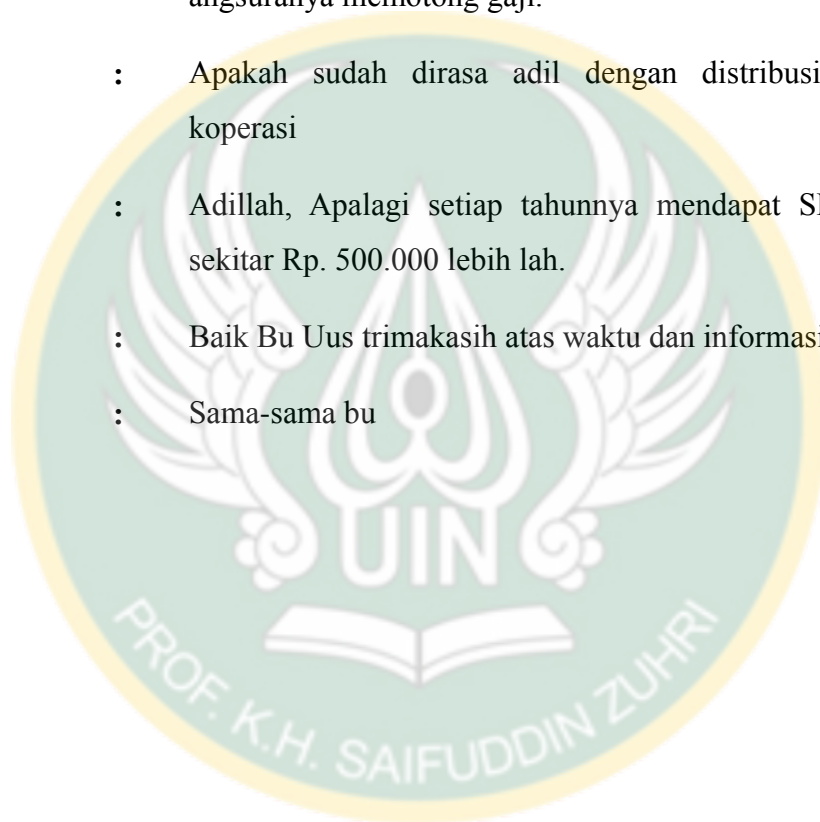 angsuranya memotong gaji.
: Apakah sudah dirasa adil dengan distribusi
koperasi
: Adillah, Apalagi setiap tahunnya mendapat
sekitar Rp. 500.000 lebih lah.
: Baik Bu Uus trimakasih atas waktu dan informasi
: Sama-sama bu
UIN
PROF. K.H. SAIFUDDIN ZUHRI